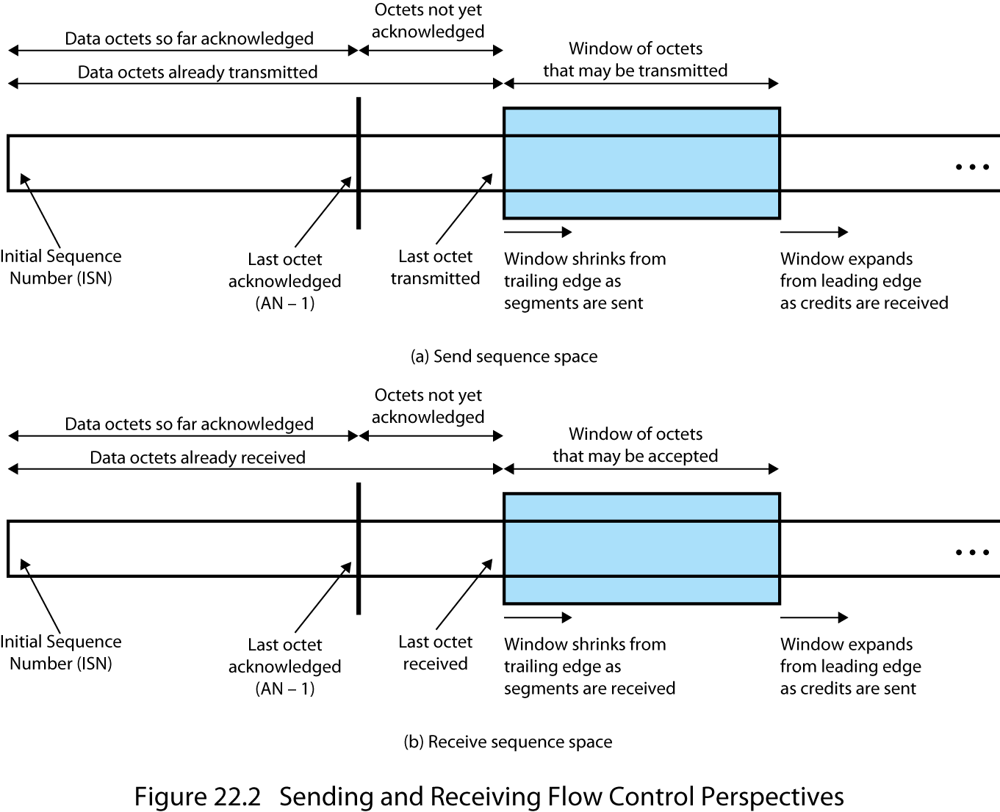 Octets not yet
acknowledged
Data octets so far acknowledged
Window of octets
that may be transmitted
Data octets already transmitted
Initial Sequence
Number (ISN)
Last octet
acknowledged
(AN – 1)
Last octet
transmitted
Window shrinks from
trailing edge as
segments are sent
Window expands
from leading edge
as credits are received
(a) Send sequence space
Octets not yet
acknowledged
Data octets so far acknowledged
Window of octets
that may be accepted
Data octets already received
Initial Sequence
Number (ISN)
Last octet
acknowledged
(AN – 1)
Last octet
received
Window shrinks from
trailing edge as
segments are received
Window expands
from leading edge
as credits are sent
(b) Receive sequence space
Figure 22.2 Sending and Receiving Flow Control Perspectives